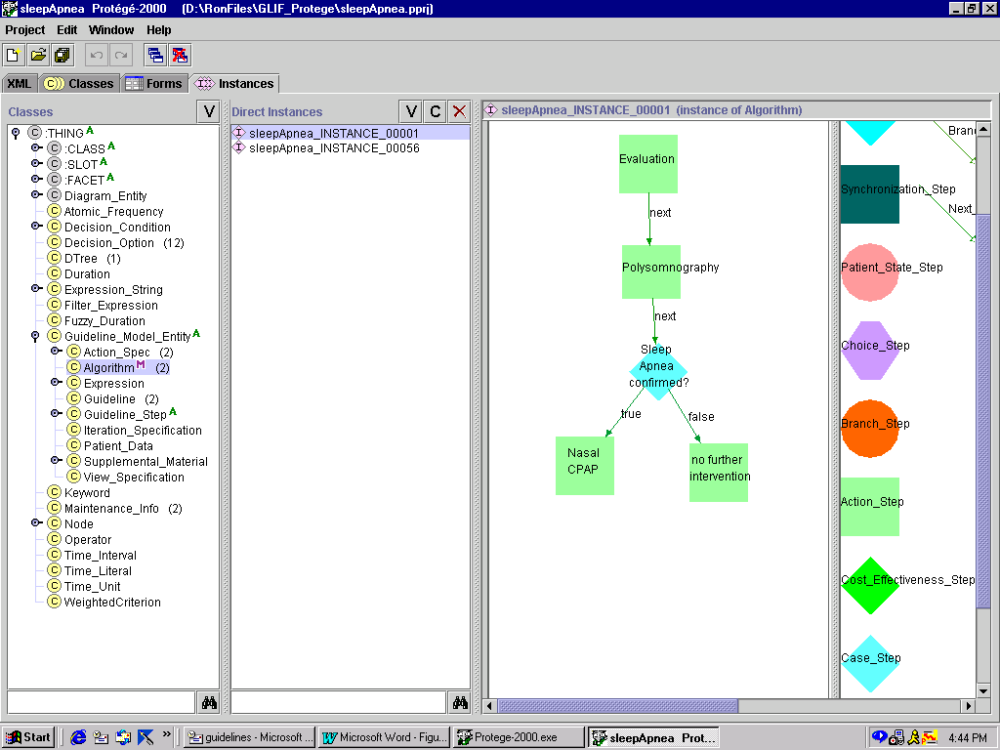 sleepApnea Protégé-2000 (D:\RonFiles\GLIF_Protege\sleepApnea.pprj)
Project Edit Window Help
XML C Classes Forms Instances
Classes V
Direct Instances V C
sleepApnea_INSTANCE_00001 (instance of Algorithm)
C :THING A
C :CLASS A
C :SLOT A
C :FACET A
C Diagram_Entity
C Atomic_Frequency
C Decision_Condition
C Decision_Option (12)
C DTree (1)
C Duration
C Expression_String
C Filter_Expression
C Fuzzy_Duration
C Guideline_Model_Entity A
C Action_Spec (2)
C Algorithm M (2)
C Expression
C Guideline (2)
C Guideline_Step A
C Iteration_Specification
C Patient_Data
C Supplemental_Material
C View_Specification
C Keyword
C Maintenance_Info (2)
C Node
C Operator
C Time_Interval
C Time_Literal
C Time_Unit
C WeightedCriterion
I sleepApnea_INSTANCE_00001
I sleepApnea_INSTANCE_00056
Evaluation
next
Polysomnography
next
Sleep
Apnea
confirmed?
true
false
Nasal
CPAP
no further
intervention
Bran
Synchronization_Step
Next_
Patient_State_Step
Choice_Step
Branch_Step
Action_Step
Cost_Effectiveness_Step
Case_Step
Start
»
guidelines - Microsoft ...
Microsoft Word - Figu...
Protege-2000.exe
sleepApnea Prot...
4:44 PM